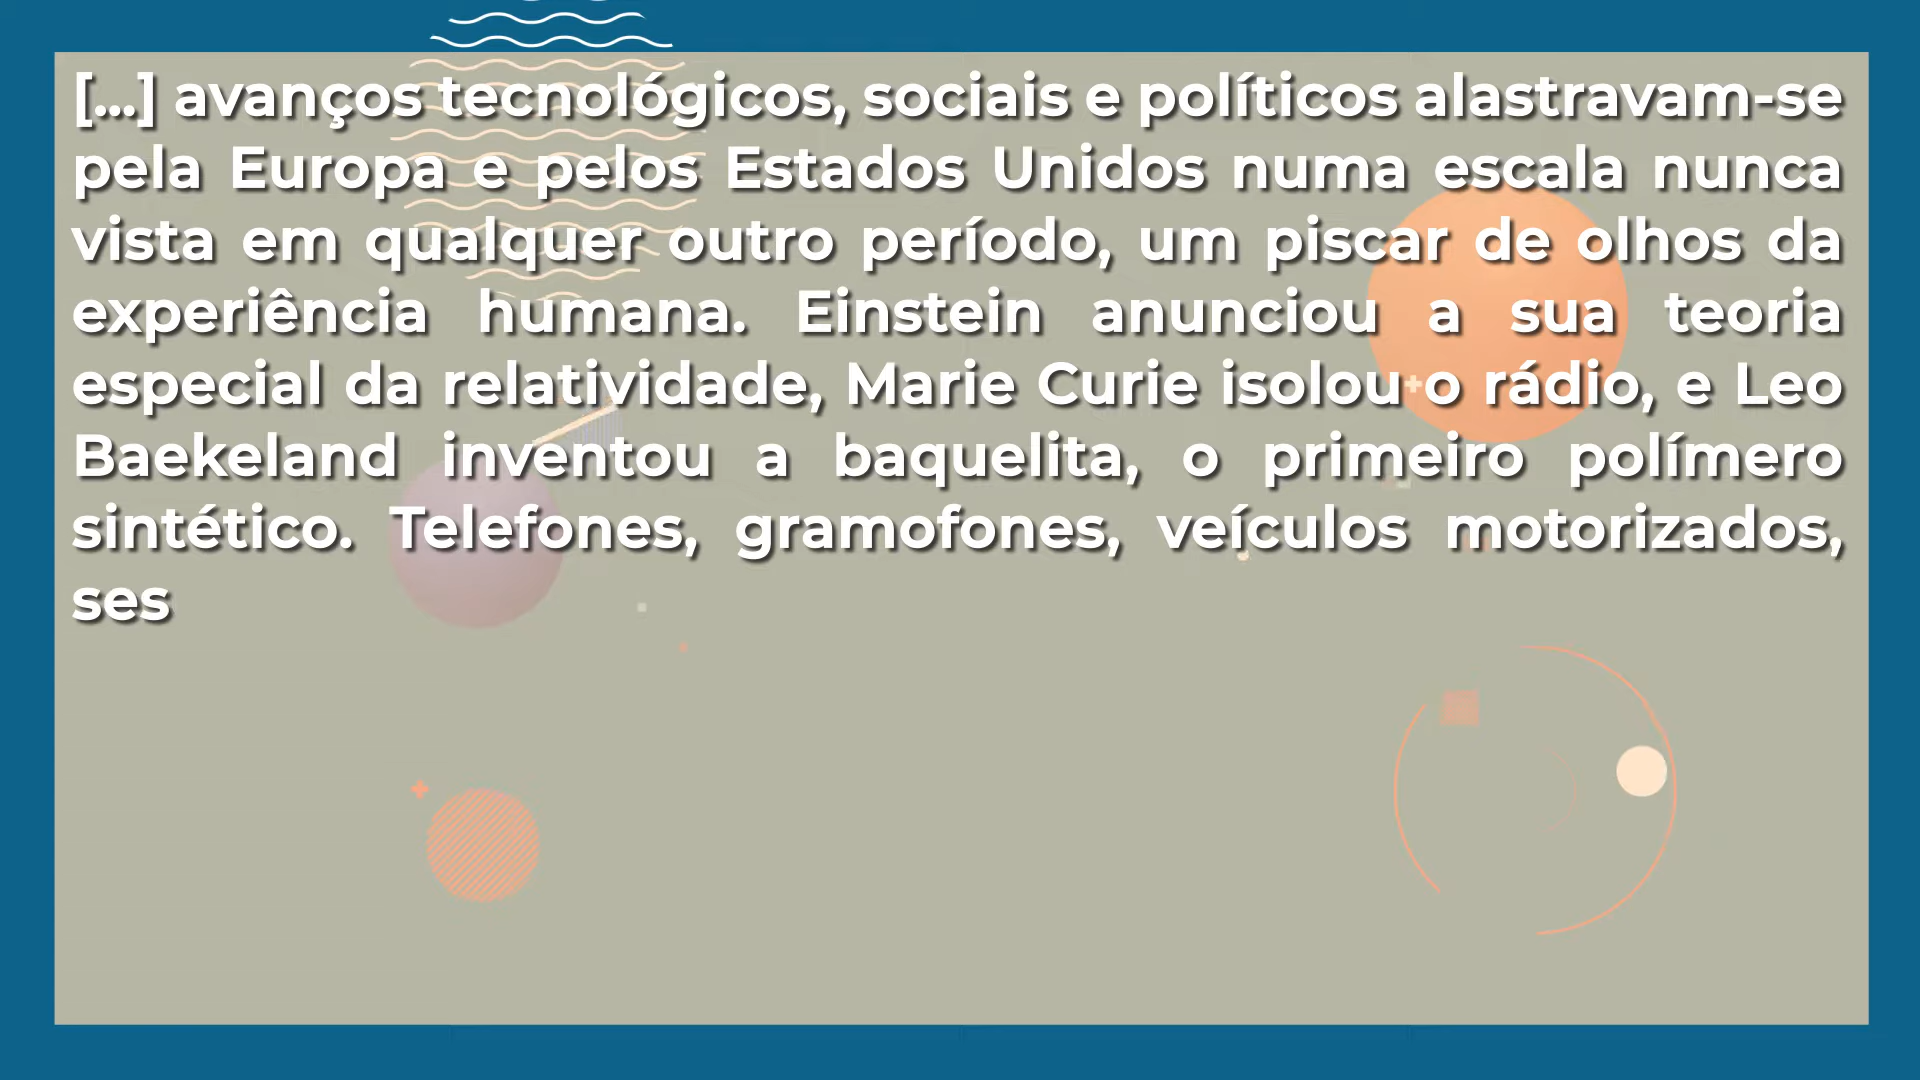 [...] avanços tecnológicos, sociais e políticos alastravam-se
pela Europa e pelos Estados Unidos numa escala nunca
vista em qualquer outro período, um piscar de olhos da
experiência humana. Einstein anunciou a sua teoria
especial da relatividade, Marie Curie isolou o rádio, e Leo
Baekeland inventou a baquelita, o primeiro polímero
sintético. Telefones, gramofones, veículos motorizados,
ses